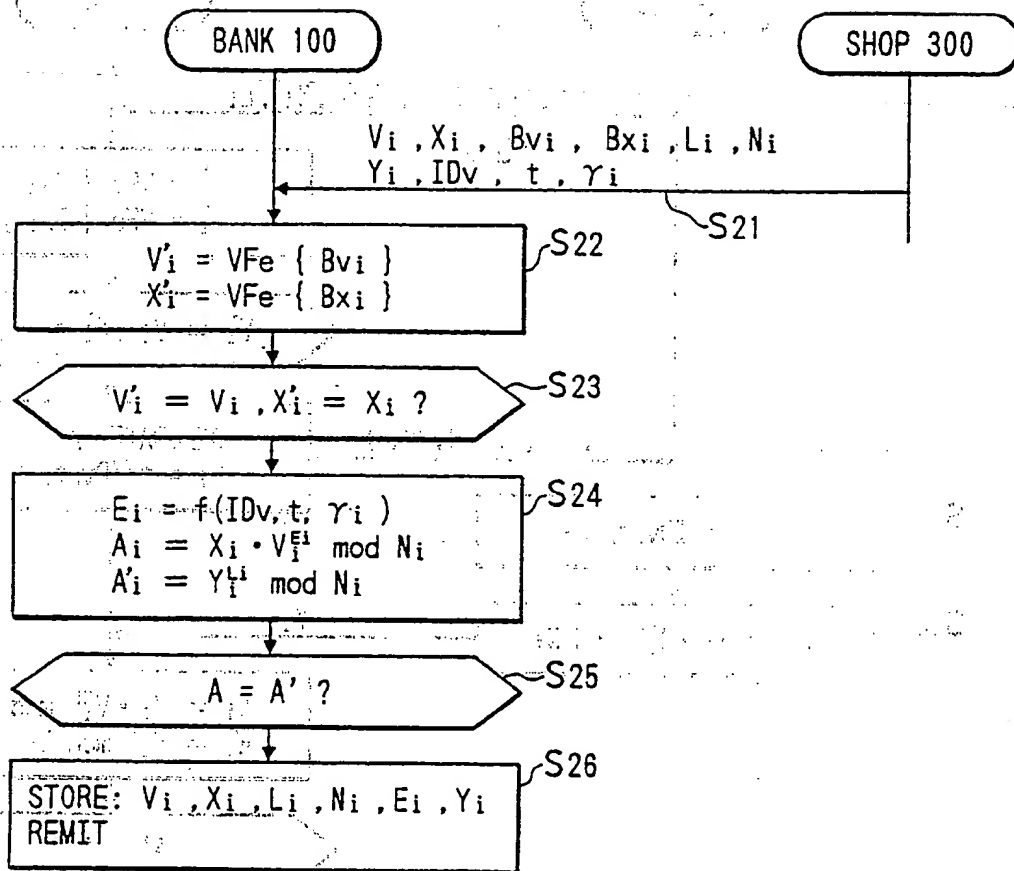 BANK 100
SHOP 300
Vi , Xi , Bvi , Bxi , Li , Ni
Yi , IDv , t , γi
S21
V'i = VFe { Bvi }
X'i = VFe { Bxi }
S22
V'i = Vi , X'i = Xi ?
S23
Ei = f(IDv, t, γi )
Ai = Xi · Vi^Ei mod Ni
A'i = Yi^Li mod Ni
S24
A = A' ?
S25
STORE: Vi , Xi , Li , Ni , Ei , Yi
REMIT
S26